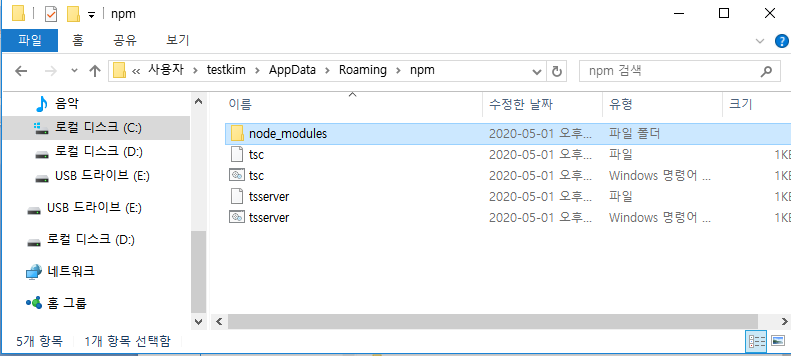 npm
파일 홈 공유 보기
« 사용자 > testkim > AppData > Roaming > npm npm 검색
음악
로컬 디스크 (C:)
로컬 디스크 (D:)
USB 드라이브 (E:)
USB 드라이브 (E:)
로컬 디스크 (D:)
네트워크
홈 그룹
이름 수정한 날짜 유형 크기
node_modules 2020-05-01 오후... 파일 폴더
tsc 2020-05-01 오후... 파일 1KB
tsc 2020-05-01 오후... Windows 명령어 ... 1KB
tsserver 2020-05-01 오후... 파일 1KB
tsserver 2020-05-01 오후... Windows 명령어 ... 1KB
5개 항목 1개 항목 선택함